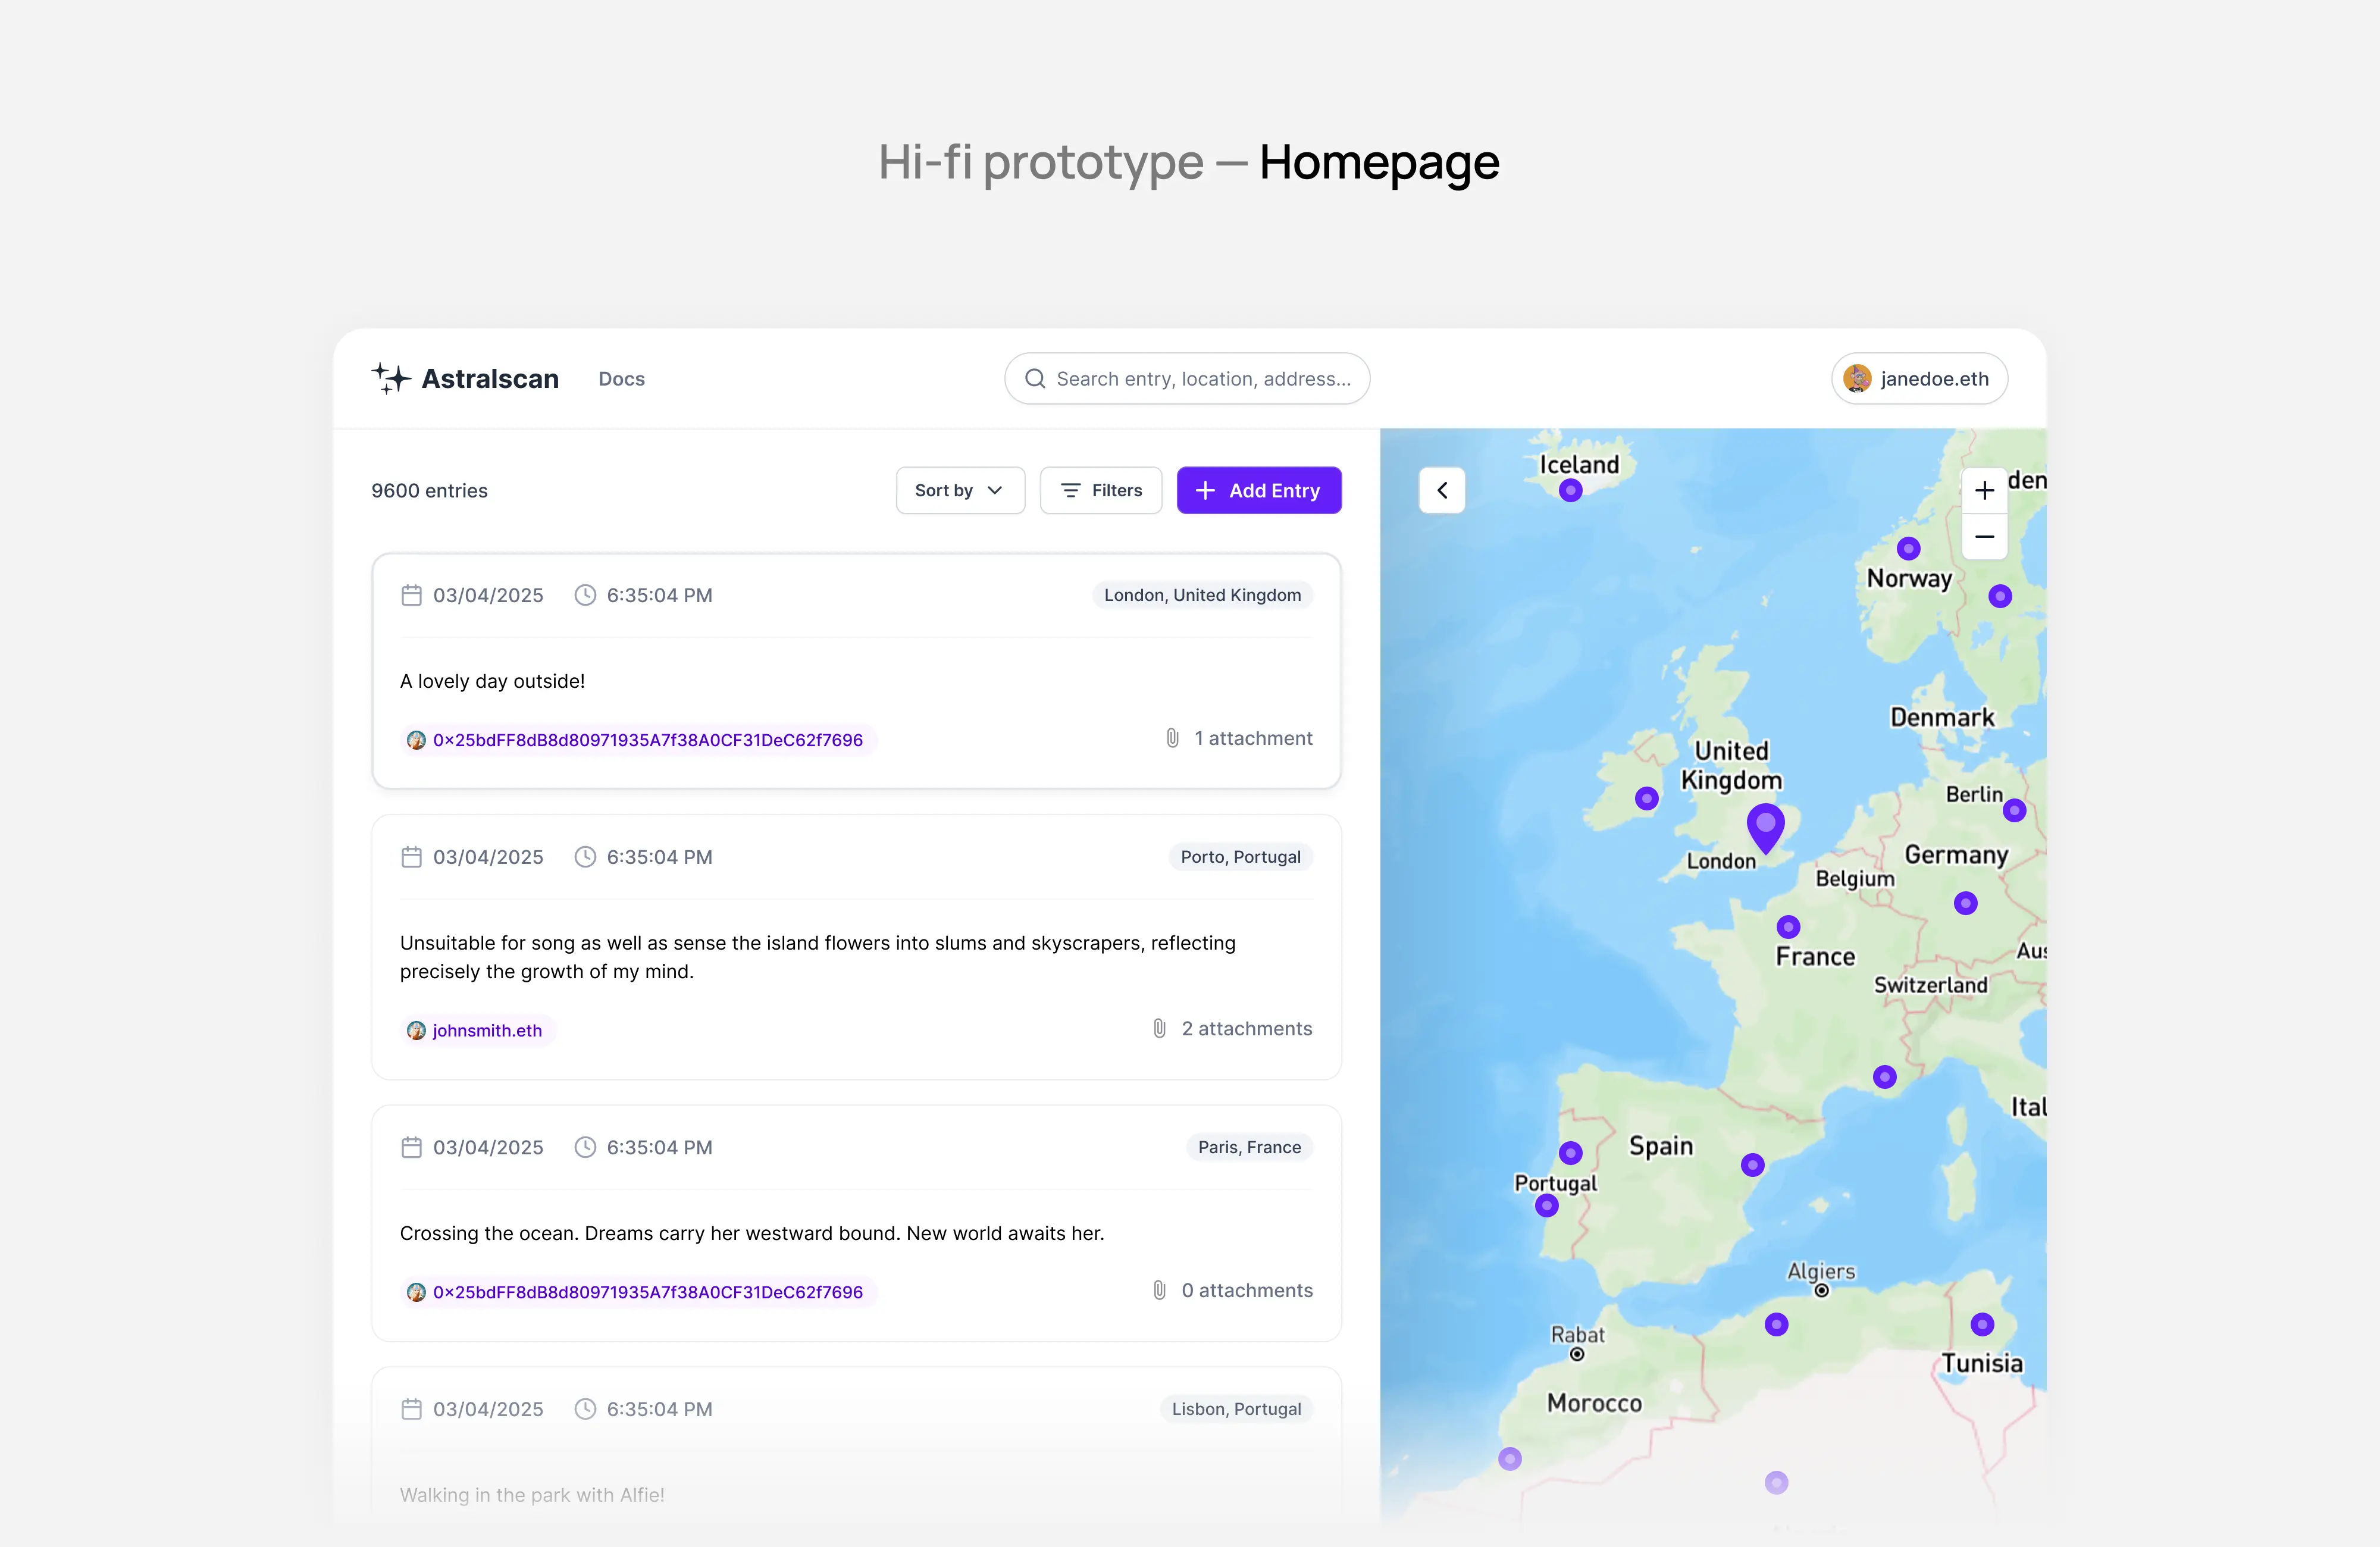 Hi-fi prototype — Homepage
Astralscan
Docs
Search entry, location, address...
janedoe.eth
9600 entries
Sort by
Filters
Add Entry
03/04/2025
6:35:04 PM
London, United Kingdom
A lovely day outside!
0x25bdFF8dB8d80971935A7f38A0CF31DeC62f7696
1 attachment
03/04/2025
6:35:04 PM
Porto, Portugal
Unsuitable for song as well as sense the island flowers into slums and skyscrapers, reflecting
precisely the growth of my mind.
johnsmith.eth
2 attachments
03/04/2025
6:35:04 PM
Paris, France
Crossing the ocean. Dreams carry her westward bound. New world awaits her.
0x25bdFF8dB8d80971935A7f38A0CF31DeC62f7696
0 attachments
03/04/2025
6:35:04 PM
Lisbon, Portugal
Walking in the park with Alfie!
Iceland
den
Norway
Denmark
United
Kingdom
Berlin
London
Germany
Belgium
France
Aus
Switzerland
Ital
Spain
Portugal
Algiers
Rabat
Tunisia
Morocco